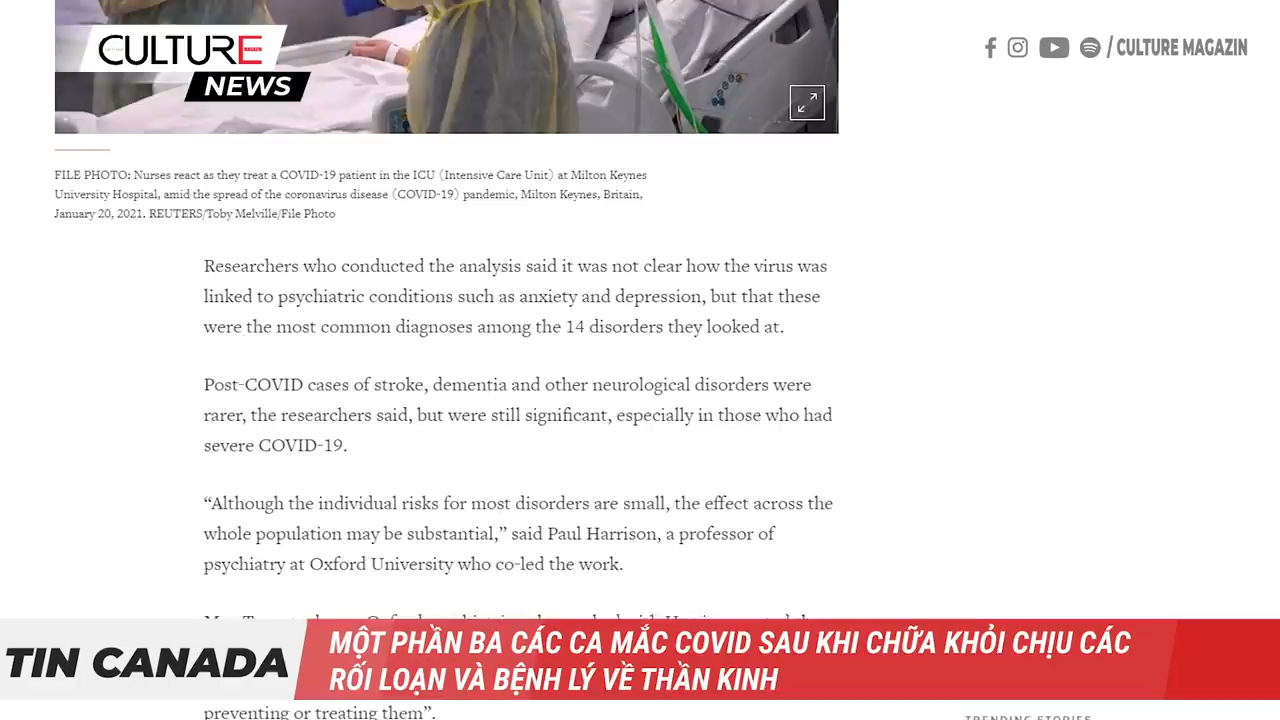 CULTURE
MAGAZIN
NEWS
/ CULTURE MAGAZIN
FILE PHOTO: Nurses react as they treat a COVID-19 patient in the ICU (Intensive Care Unit) at Milton Keynes
University Hospital, amid the spread of the coronavirus disease (COVID-19) pandemic, Milton Keynes, Britain,
January 20, 2021. REUTERS/Toby Melville/File Photo
Researchers who conducted the analysis said it was not clear how the virus was
linked to psychiatric conditions such as anxiety and depression, but that these
were the most common diagnoses among the 14 disorders they looked at.
Post-COVID cases of stroke, dementia and other neurological disorders were
rarer, the researchers said, but were still significant, especially in those who had
severe COVID-19.
“Although the individual risks for most disorders are small, the effect across the
whole population may be substantial,” said Paul Harrison, a professor of
psychiatry at Oxford University who co-led the work.
TIN CANADA
MỘT PHẦN BA CÁC CA MẮC COVID SAU KHI CHỮA KHỎI CHỊU CÁC
RỐI LOẠN VÀ BỆNH LÝ VỀ THẦN KINH
preventing or treating them”.
TRENDING STORIES